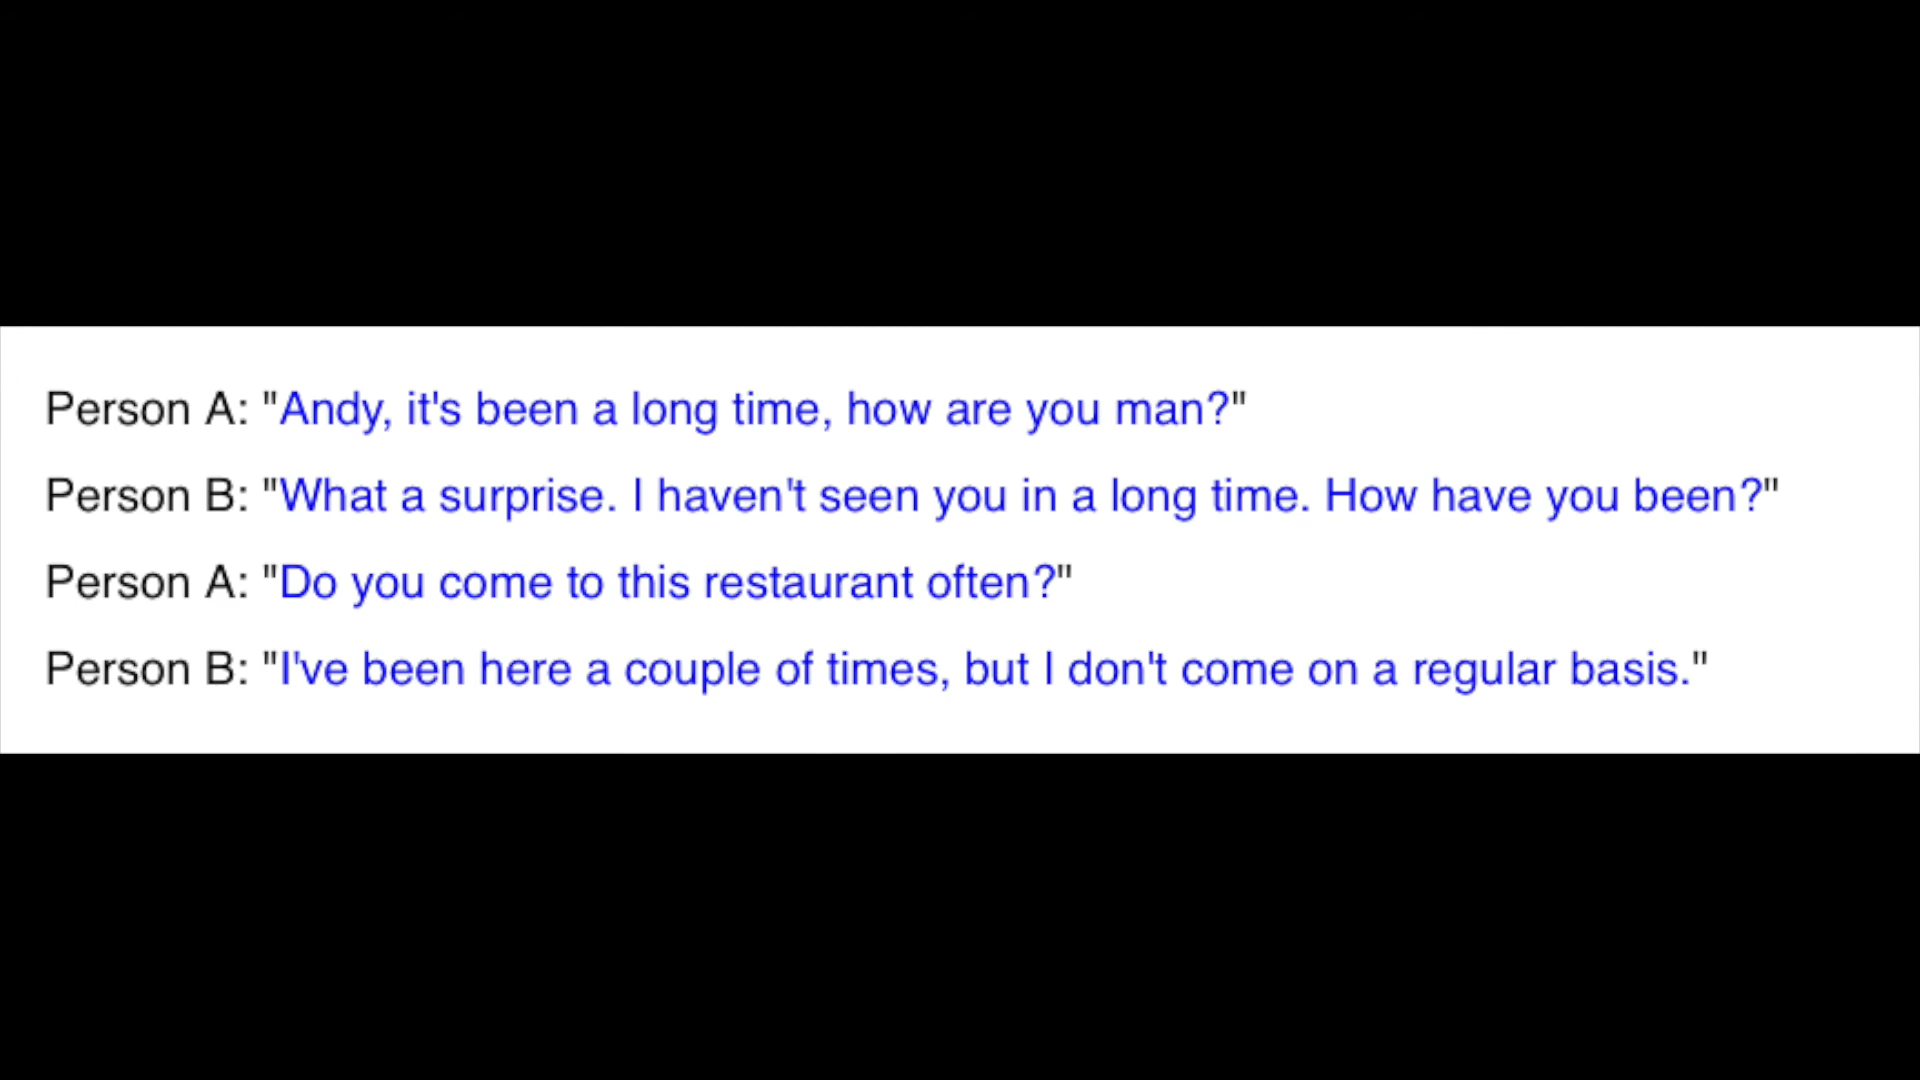 Person A: "Andy, it's been a long time, how are you man?"
Person B: "What a surprise. I haven't seen you in a long time. How have you been?"
Person A: "Do you come to this restaurant often?"
Person B: "I've been here a couple of times, but I don't come on a regular basis."